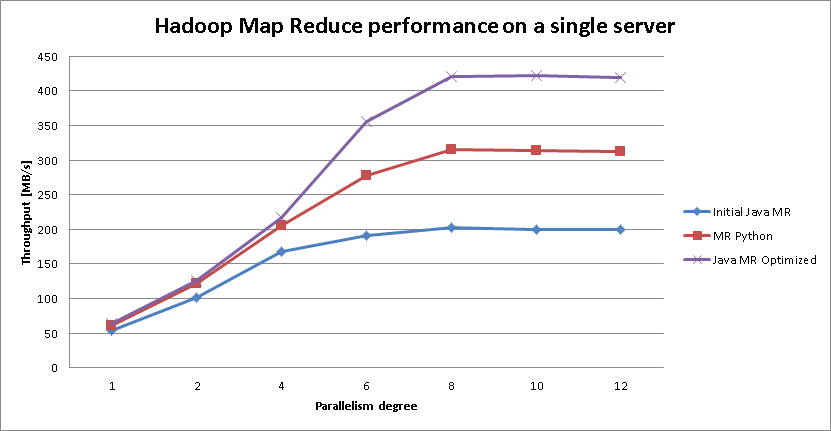 Hadoop Map Reduce performance on a single server
450
400
350
300
250
200
150
100
50
0
Throughput [MB/s]
1 2 4 6 8 10 12
Parallelism degree
Initial Java MR
MR Python
Java MR Optimized